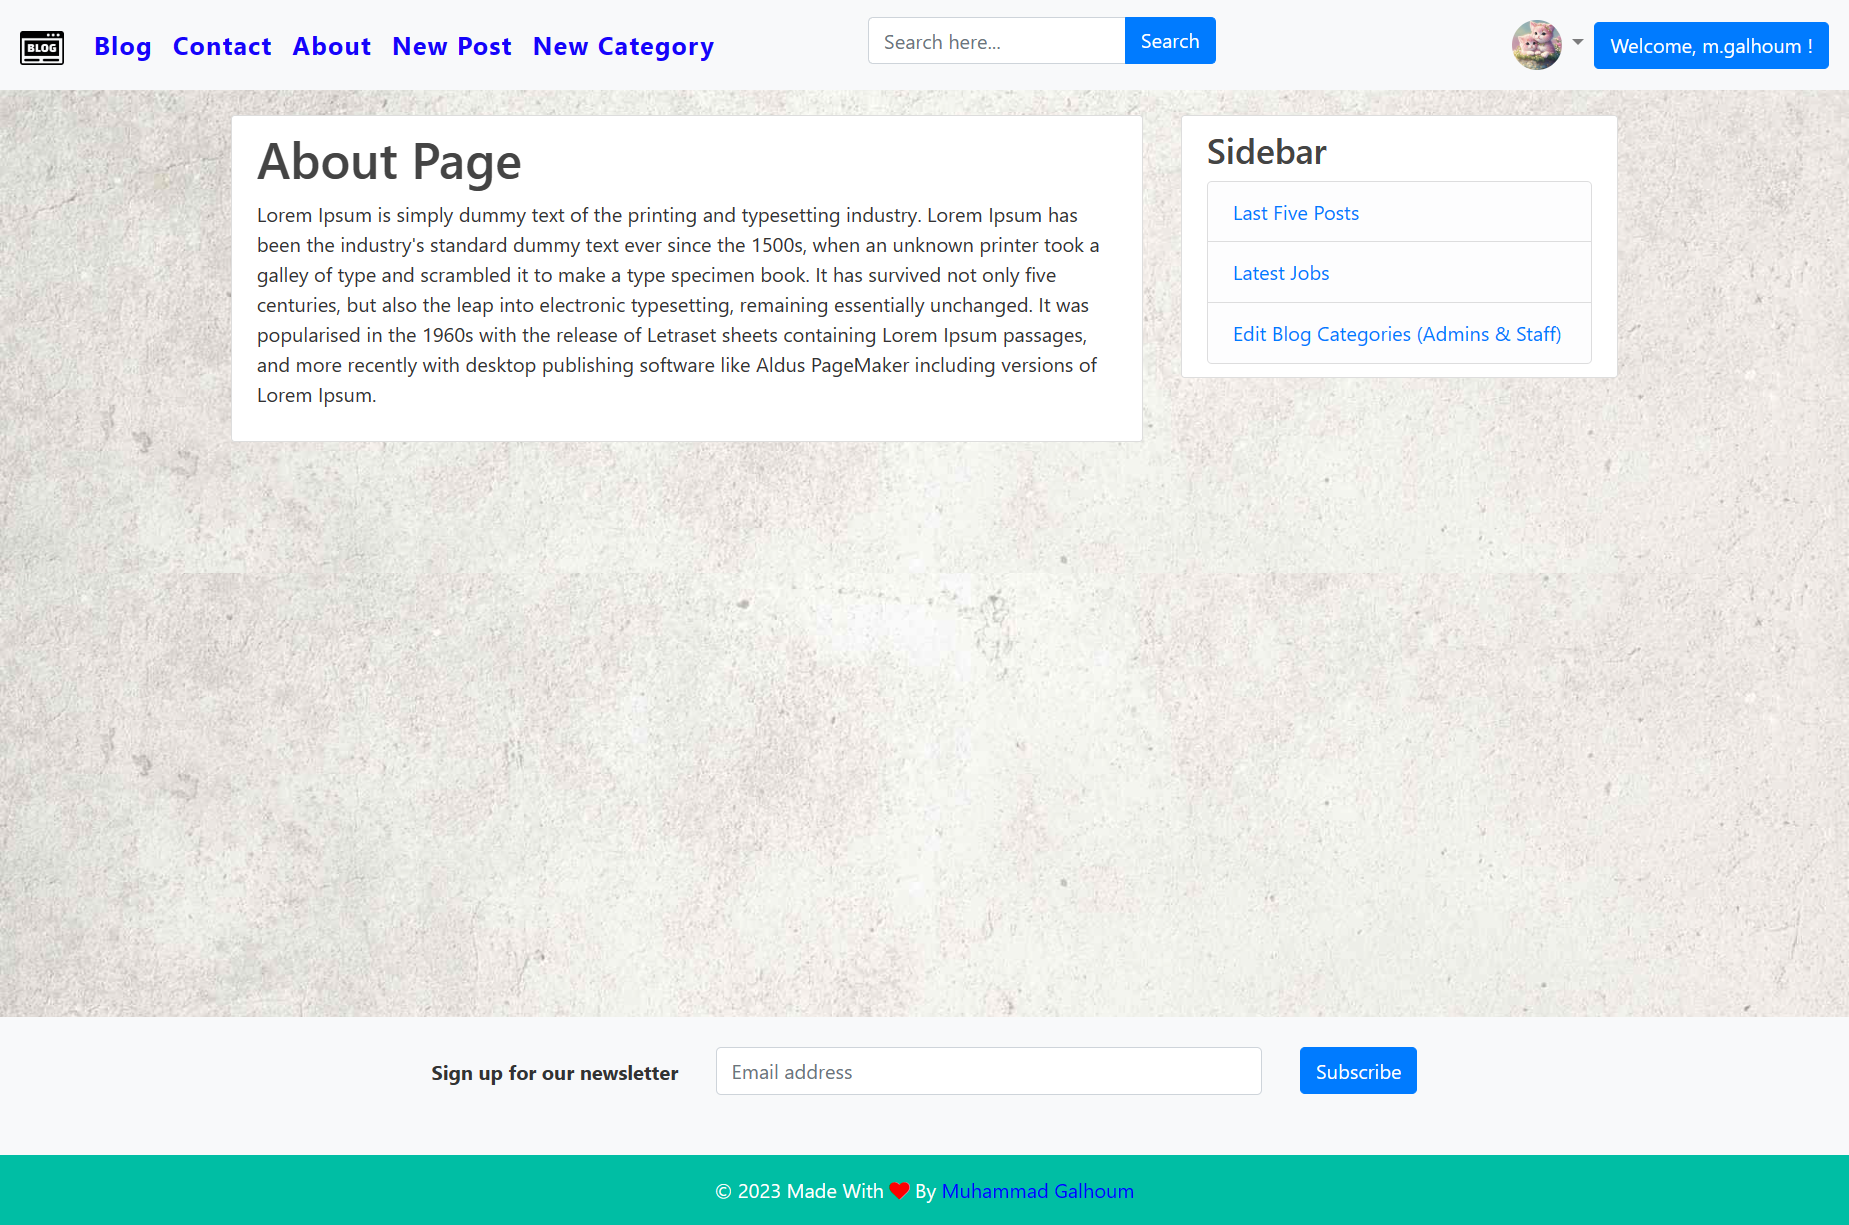 BLOG
Blog Contact About New Post New Category
Search here...
Search
Welcome, m.galhoum !
About Page
Lorem Ipsum is simply dummy text of the printing and typesetting industry. Lorem Ipsum has
been the industry's standard dummy text ever since the 1500s, when an unknown printer took a
galley of type and scrambled it to make a type specimen book. It has survived not only five
centuries, but also the leap into electronic typesetting, remaining essentially unchanged. It was
popularised in the 1960s with the release of Letraset sheets containing Lorem Ipsum passages,
and more recently with desktop publishing software like Aldus PageMaker including versions of
Lorem Ipsum.
Sidebar
Last Five Posts
Latest Jobs
Edit Blog Categories (Admins & Staff)
Sign up for our newsletter
Email address
Subscribe
© 2023 Made With ❤ By Muhammad Galhoum